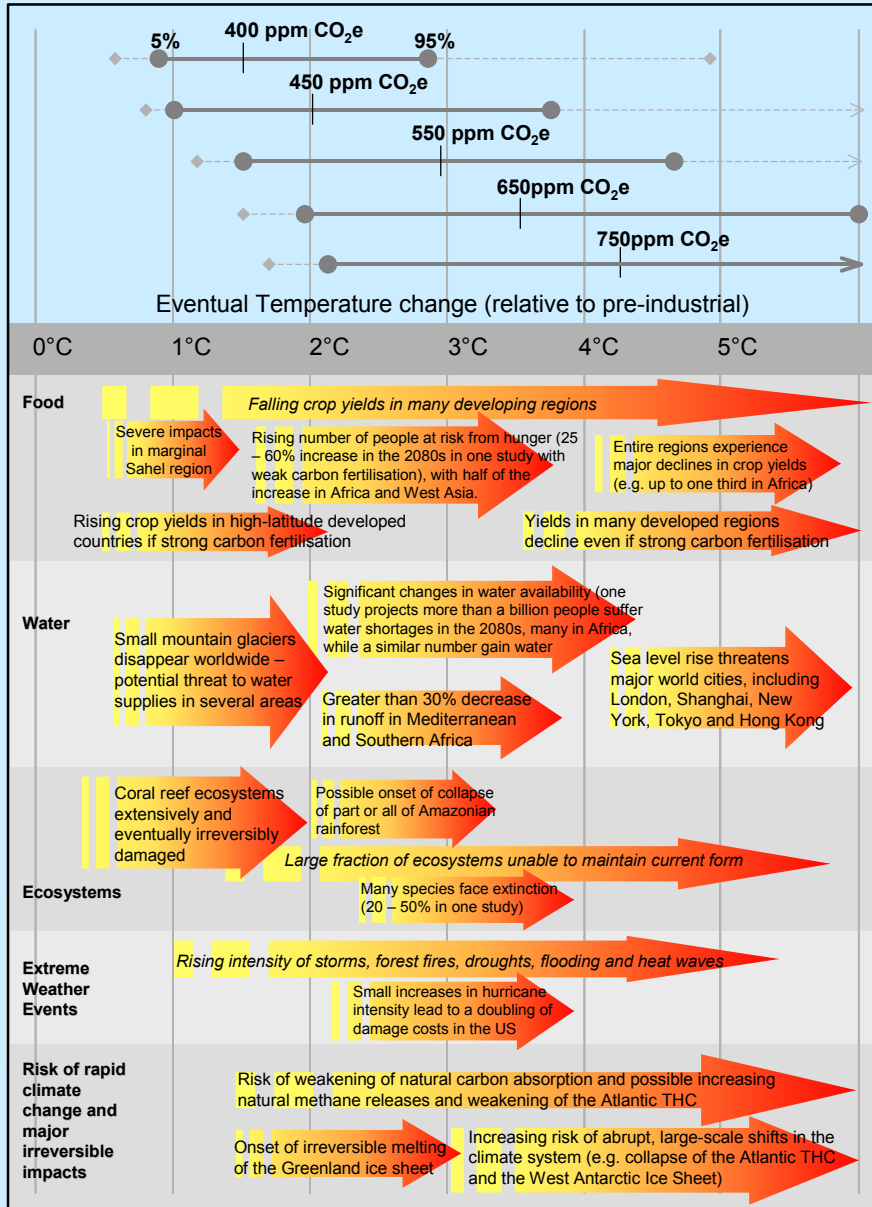 5%
400 ppm CO2e
95%
450 ppm CO2e
550 ppm CO2e
650ppm CO2e
750ppm CO2e
Eventual Temperature change (relative to pre-industrial)
0°C 1°C 2°C 3°C 4°C 5°C
Food
Falling crop yields in many developing regions
Severe impacts
in marginal
Sahel region
Rising number of people at risk from hunger (25
– 60% increase in the 2080s in one study with
weak carbon fertilisation), with half of the
increase in Africa and West Asia.
Entire regions experience
major declines in crop yields
(e.g. up to one third in Africa)
Rising crop yields in high-latitude developed
countries if strong carbon fertilisation
Yields in many developed regions
decline even if strong carbon fertilisation
Water
Small mountain glaciers
disappear worldwide –
potential threat to water
supplies in several areas
Significant changes in water availability (one
study projects more than a billion people suffer
water shortages in the 2080s, many in Africa,
while a similar number gain water
Greater than 30% decrease
in runoff in Mediterranean
and Southern Africa
Sea level rise threatens
major world cities, including
London, Shanghai, New
York, Tokyo and Hong Kong
Ecosystems
Coral reef ecosystems
extensively and
eventually irreversibly
damaged
Possible onset of collapse
of part or all of Amazonian
rainforest
Large fraction of ecosystems unable to maintain current form
Many species face extinction
(20 – 50% in one study)
Extreme
Weather
Events
Rising intensity of storms, forest fires, droughts, flooding and heat waves
Small increases in hurricane
intensity lead to a doubling of
damage costs in the US
Risk of rapid
climate
change and
major
irreversible
impacts
Risk of weakening of natural carbon absorption and possible increasing
natural methane releases and weakening of the Atlantic THC
Onset of irreversible melting
of the Greenland ice sheet
Increasing risk of abrupt, large-scale shifts in the
climate system (e.g. collapse of the Atlantic THC
and the West Antarctic Ice Sheet)